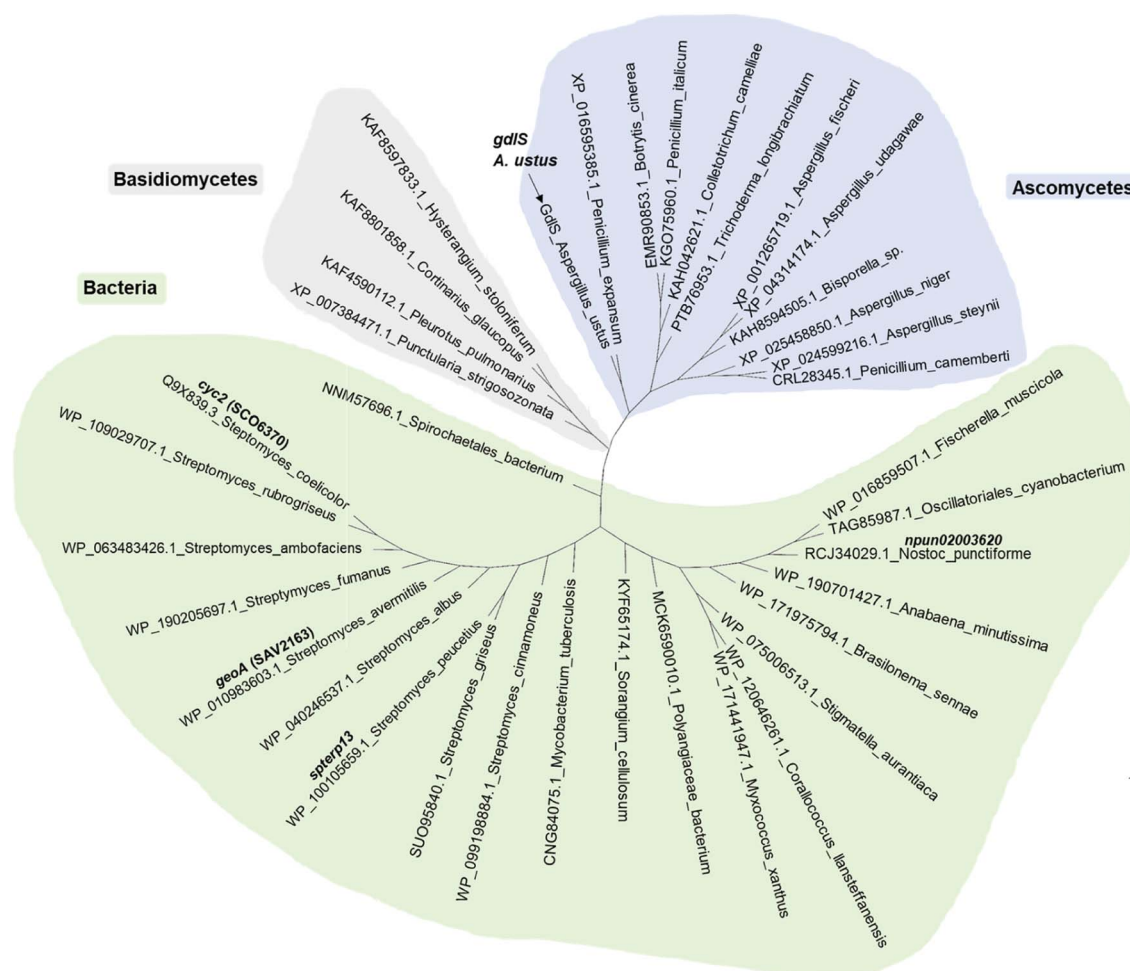 Basidiomycetes
KAF8597833.1_Hysterangium_stoloniferum
KAF8801858.1_Cortinarius_glaucopus
KAF4590112.1_Pleurotus_pulmonarius
XP_007384471.1_Punctularia_strigosozonata
gdlS
A. ustus
GdlS_Aspergillus_ustus
XP_016595385.1_Penicillium_expansum
EMR90853.1_Botrytis_cinerea
KGO75960.1_Penicillium_italicum
KAH042621.1_Colletotrichum_camelliae
PTB76953.1_Trichoderma_longibrachiatum
XP_001265719.1_Aspergillus_fischeri
XP_04314174.1_Aspergillus_udagawae
KAH8594505.1_Bisporella_sp.
XP_025458850.1_Aspergillus_niger
XP_024599216.1_Aspergillus_steynii
CRL28345.1_Penicillium_camemberti
Ascomycetes
Bacteria
NNM57696.1_Spirochaetales_bacterium
cyc2 (SCO6370)
Q9X839.3_Steptomyces_coelicolor
WP_109029707.1_Streptomyces_rubrogriseus
WP_063483426.1_Streptomyces_ambofaciens
WP_190205697.1_Streptymyces_fumanus
geoA (SAV2163)
WP_010983603.1_Streptomyces_avermitilis
WP_040246537.1_Streptomyces_albus
spterp13
WP_100105659.1_Streptomyces_peucetius
SUO95840.1_Streptomyces_griseus
WP_099198884.1_Streptomyces_cinnamoneus
CNG84075.1_Mycobacterium_tuberculosis
KYF65174.1_Sorangium_cellulosum
MCK6590010.1_Polyangiaceae_bacterium
WP_171441947.1_Myxococcus_xanthus
WP_120646261.1_Corallococcus_llansteffanensis
WP_075006513.1_Stigmatella_aurantiaca
WP_171975794.1_Brasilonema_sennae
WP_190701427.1_Anabaena_minutissima
npun02003620
RCJ34029.1_Nostoc_punctiforme
TAG85987.1_Oscillatoriales_cyanobacterium
WP_016859507.1_Fischerella_muscicola